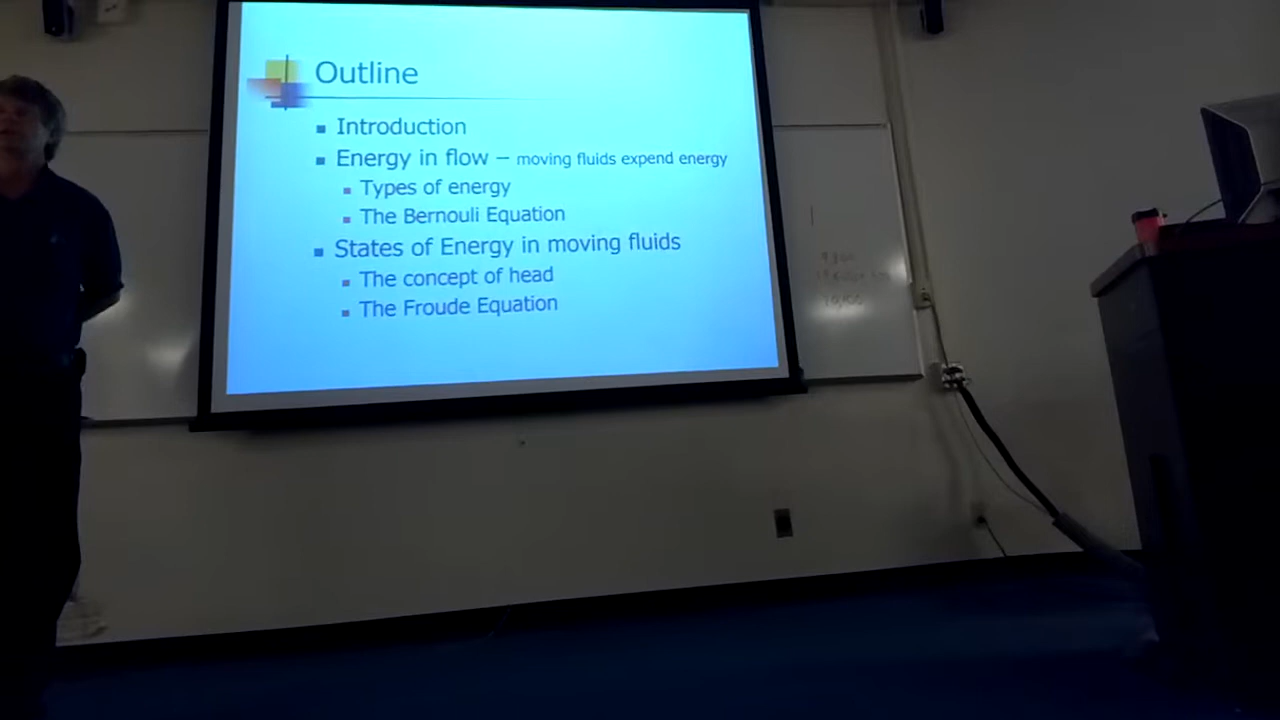 Outline
Introduction
Energy in flow – moving fluids expend energy
Types of energy
The Bernouli Equation
States of Energy in moving fluids
The concept of head
The Froude Equation